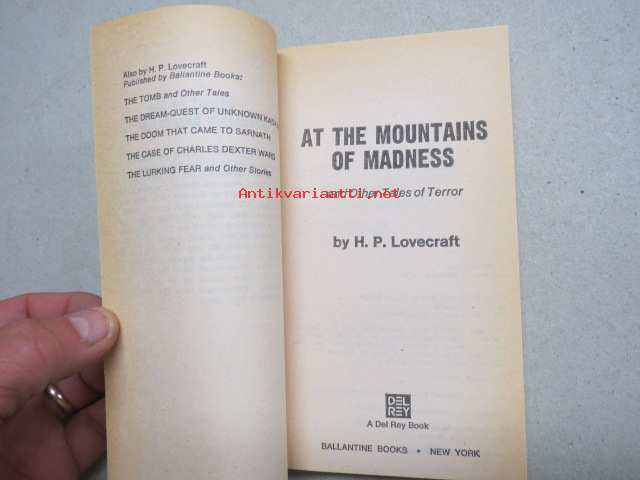 Also by H. P. Lovecraft
Published by Ballantine Books:
THE TOMB and Other Tales
THE DREAM-QUEST OF UNKNOWN
THE DOOM THAT CAME TO SARNATH
THE CASE OF CHARLES DEXTER WARD
THE LURKING FEAR and Other Stories
AT THE MOUNTAINS
OF MADNESS
and Other Tales of Terror
Antikvariaatti.net
by H. P. Lovecraft
DEL
REY
A Del Rey Book
BALLANTINE BOOKS • NEW YORK